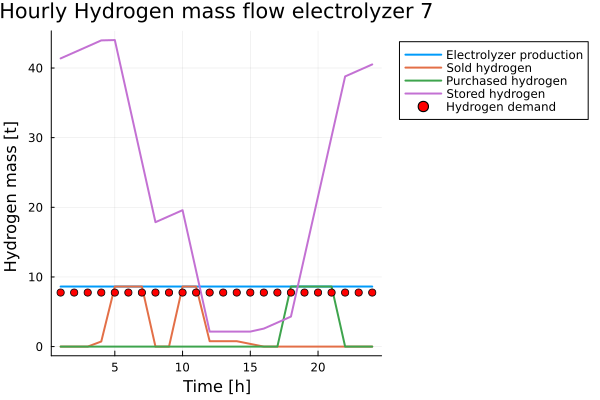 Hourly Hydrogen mass flow electrolyzer 7
Electrolyzer production
Sold hydrogen
Purchased hydrogen
Stored hydrogen
Hydrogen demand
Hydrogen mass [t]
40
30
20
10
0
5 10 15 20
Time [h]